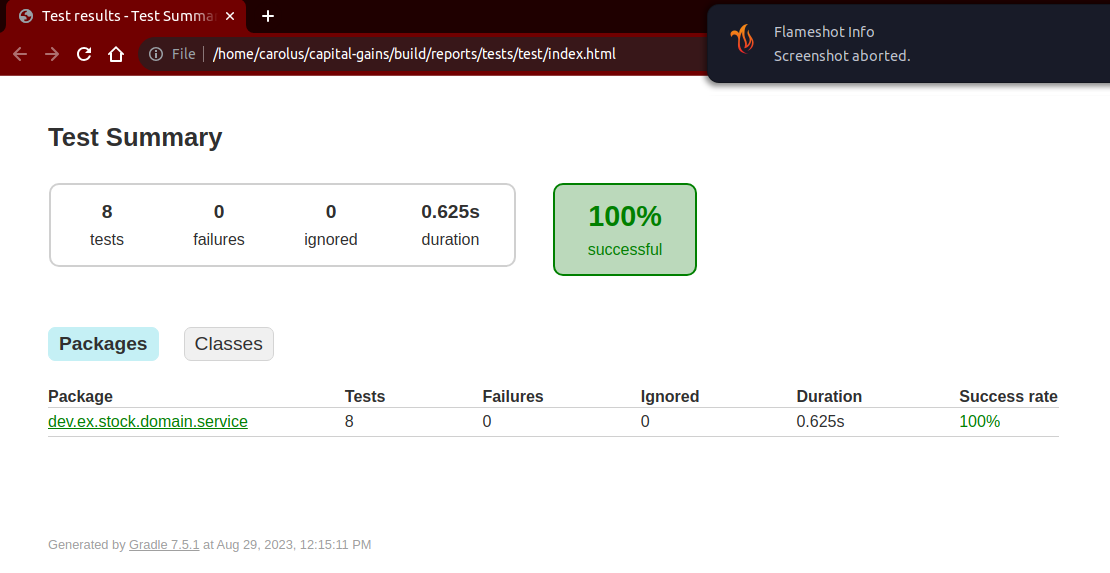 Test results - Test Summa
File /home/carolus/capital-gains/build/reports/tests/test/index.html
Flameshot Info
Screenshot aborted.
Test Summary
8 0 0 0.625s
tests failures ignored duration
100%
successful
Packages Classes
Package Tests Failures Ignored Duration Success rate
dev.ex.stock.domain.service 8 0 0 0.625s 100%
Generated by Gradle 7.5.1 at Aug 29, 2023, 12:15:11 PM